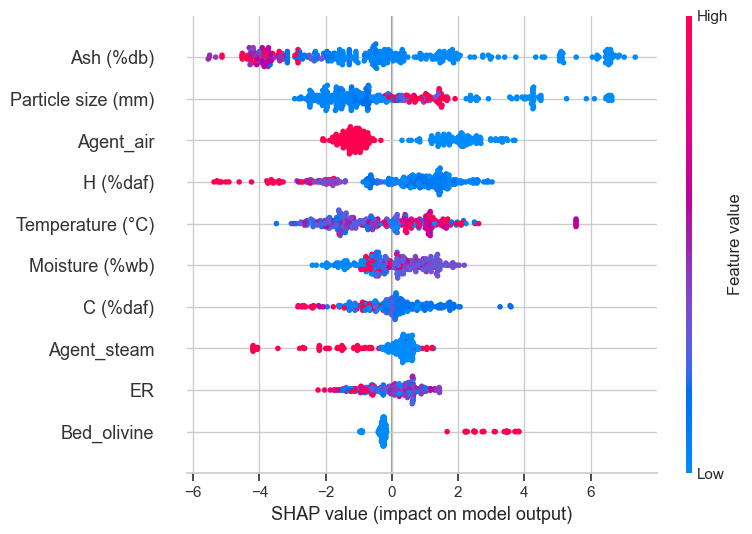 High
Ash (%db)
Particle size (mm)
Agent_air
H (%daf)
Temperature (°C)
Moisture (%wb)
C (%daf)
Agent_steam
ER
Bed_olivine
Feature value
Low
−6 −4 −2 0 2 4 6
SHAP value (impact on model output)